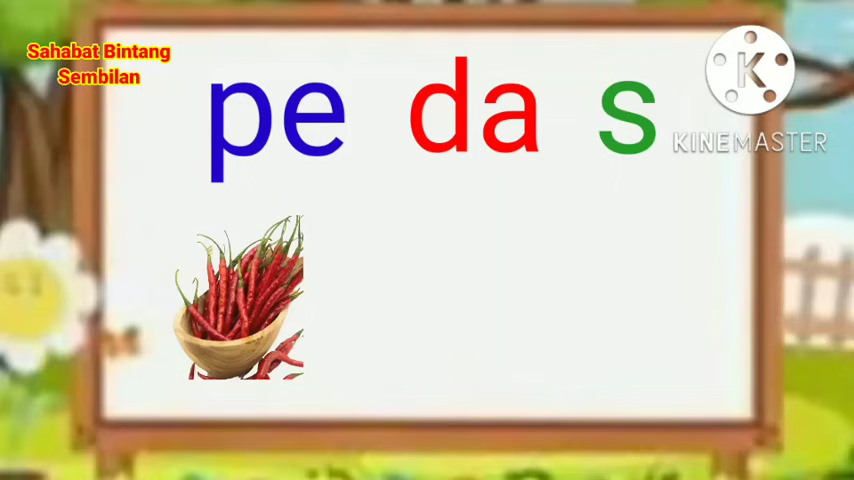 Sahabat Bintang
Sembilan
pe da s
K
KINEMASTER